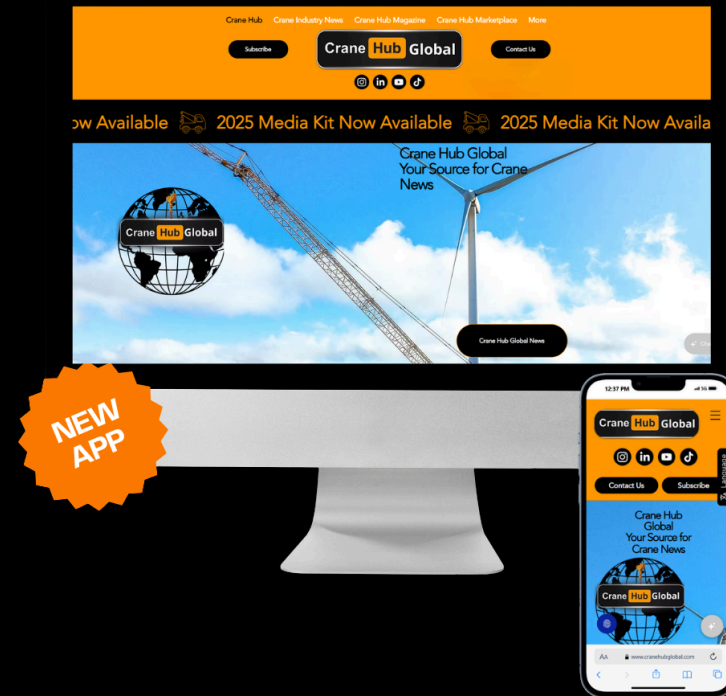 Crane Hub Crane Industry News Crane Hub Magazine Crane Hub Marketplace More
Subscribe
Crane Hub Global
Contact Us
ow Available 2025 Media Kit Now Available 2025 Media Kit Now Availa
Crane Hub Global
Your Source for Crane
News
Crane Hub Global
Crane Hub Global News
NEW
APP
12:37 PM
Crane Hub Global
Contact Us Subscribe
Crane Hub
Global
Your Source for
Crane News
Crane Hub Global
AA www.cranehubglobal.com